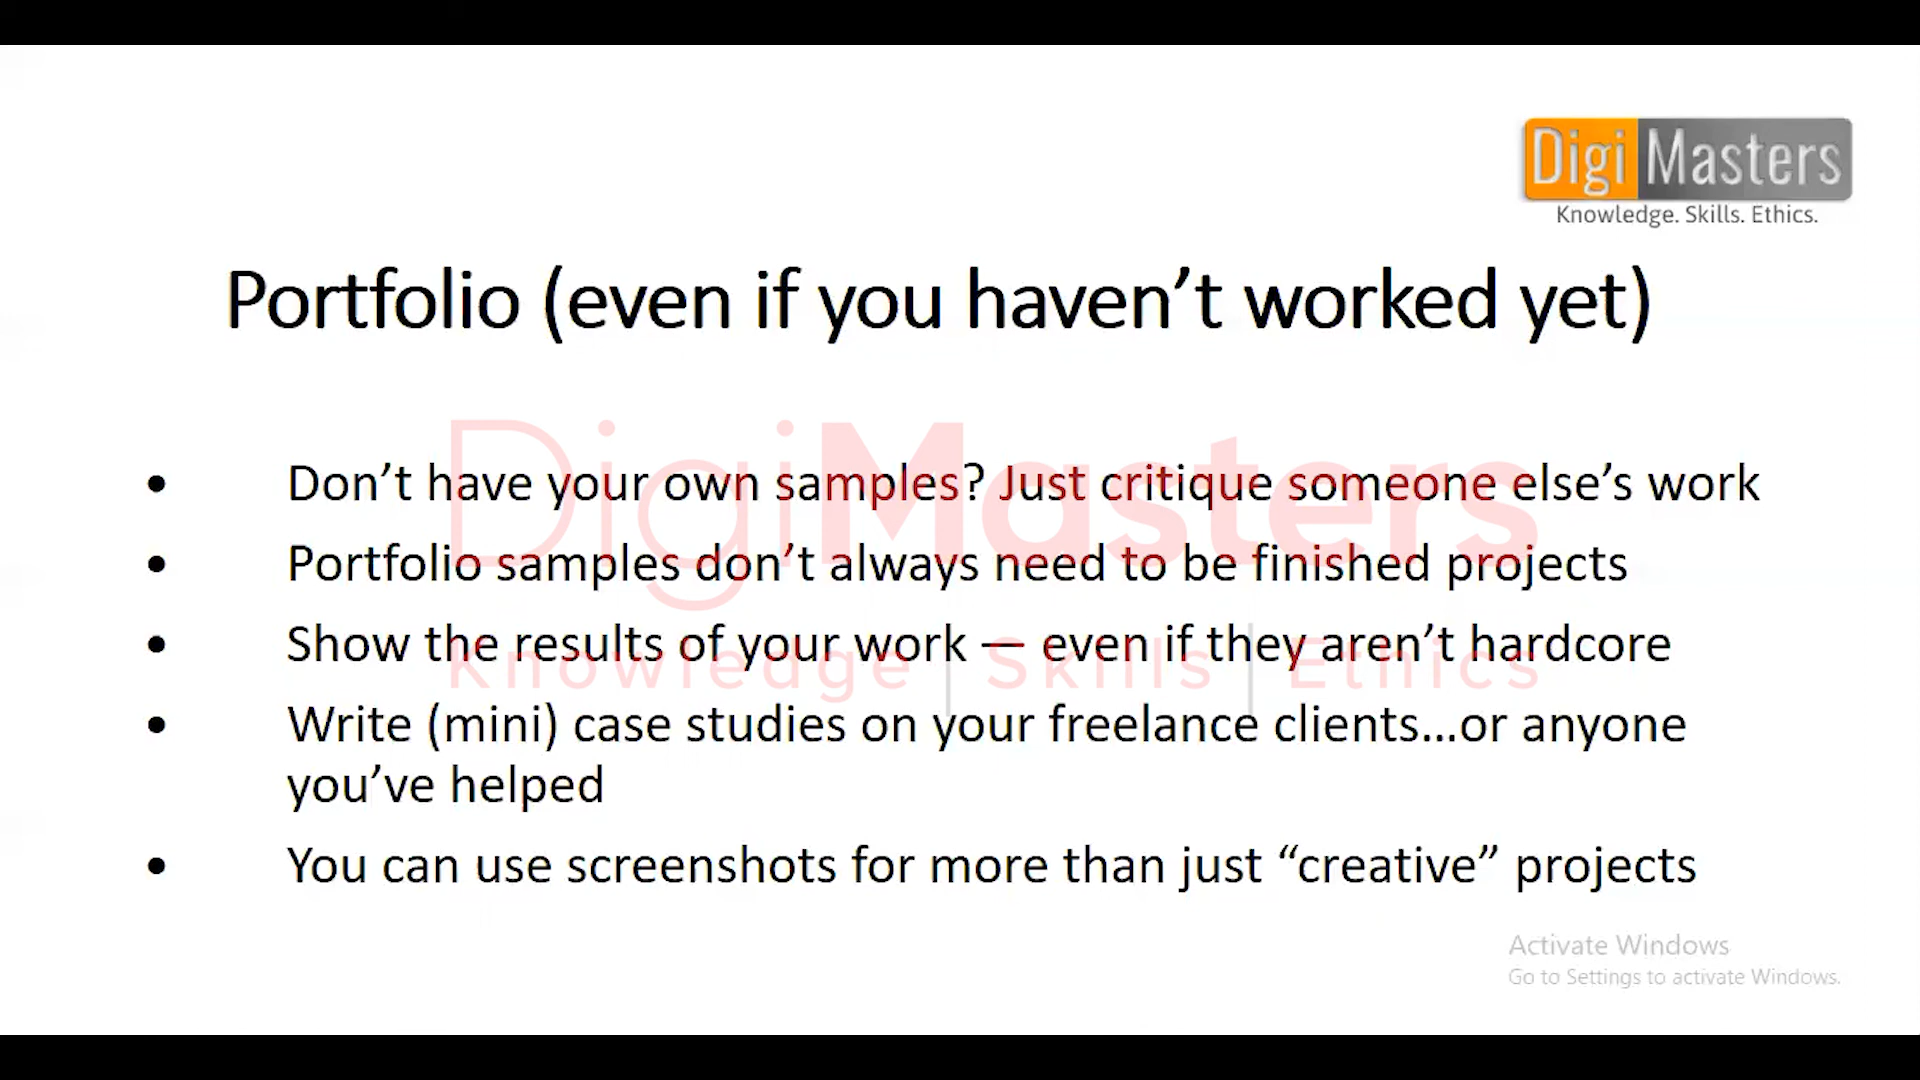 Digi Masters
Knowledge. Skills. Ethics.
Portfolio (even if you haven’t worked yet)
DigiMasters
Knowledge | Skills | Ethics
• Don’t have your own samples? Just critique someone else’s work
• Portfolio samples don’t always need to be finished projects
• Show the results of your work — even if they aren’t hardcore
• Write (mini) case studies on your freelance clients...or anyone
you’ve helped
• You can use screenshots for more than just “creative” projects
Activate Windows
Go to Settings to activate Windows.